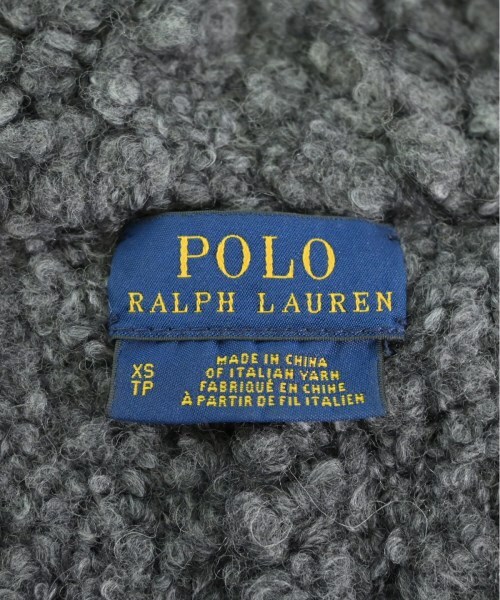 POLO
RALPH LAUREN
XS
TP
MADE IN CHINA
OF ITALIAN YARN
FABRIQUÉ EN CHINE
À PARTIR DE FIL ITALIEN